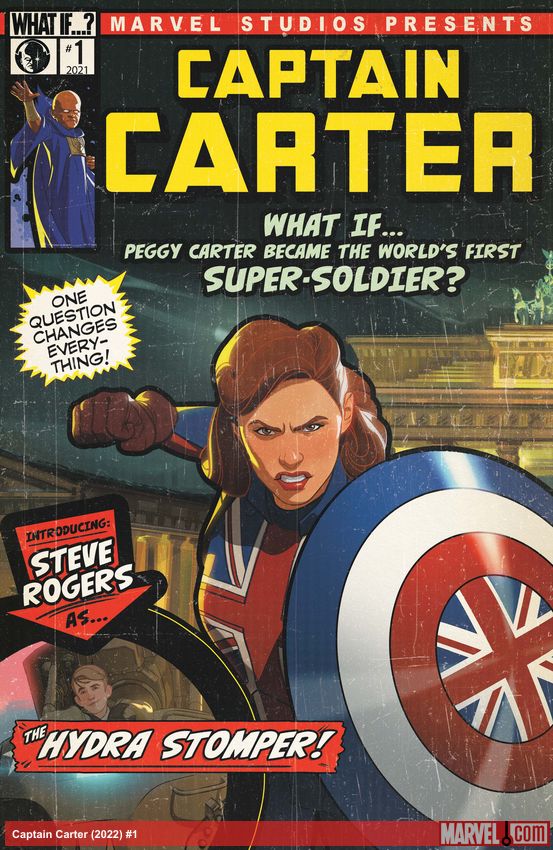 WHAT IF...?
#1
2021
MARVEL STUDIOS PRESENTS
CAPTAIN
CARTER
WHAT IF...
PEGGY CARTER BECAME THE WORLD'S FIRST
SUPER-SOLDIER?
ONE
QUESTION
CHANGES
EVERY-
THING!
INTRODUCING:
STEVE
ROGERS
AS...
THE
HYDRA STOMPER!
Captain Carter (2022) #1
MARVEL.com